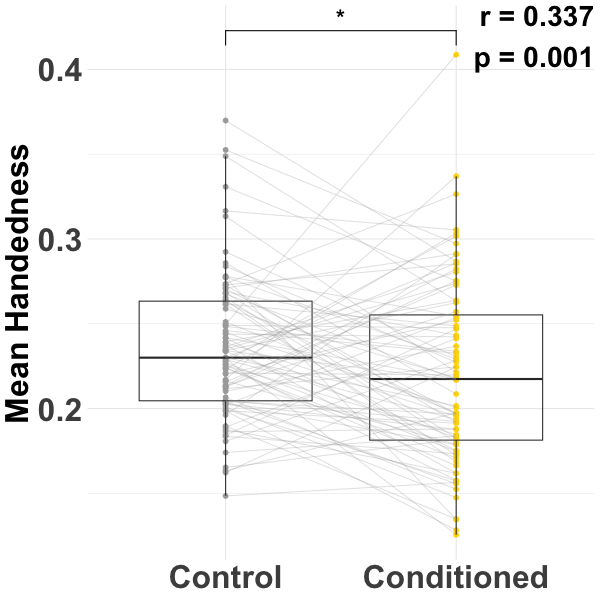 *
r = 0.337
p = 0.001
0.4
0.3
0.2
Mean Handedness
Control
Conditioned